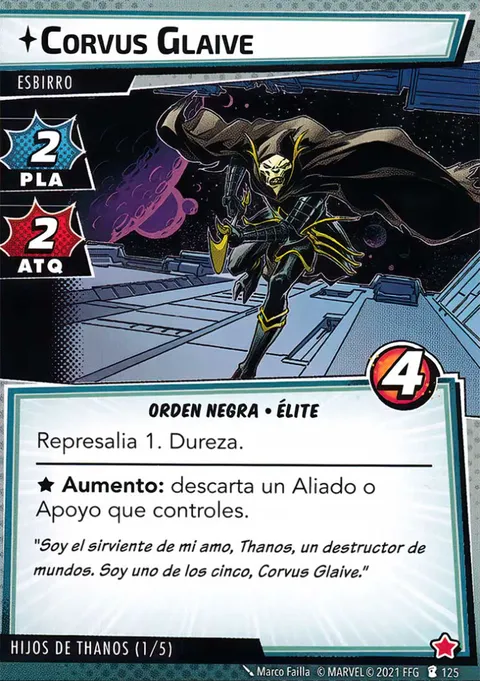 CORVUS GLAIVE
ESBIRRO
2
PLA
2
ATQ
4
ORDEN NEGRA • ÉLITE
Represalia 1. Dureza.
★ Aumento: descarta un Aliado o
Apoyo que controles.
"Soy el sirviente de mi amo, Thanos, un destructor de
mundos. Soy uno de los cinco, Corvus Glaive."
HIJOS DE THANOS (1/5)
Marco Failla © MARVEL © 2021 FFG 125